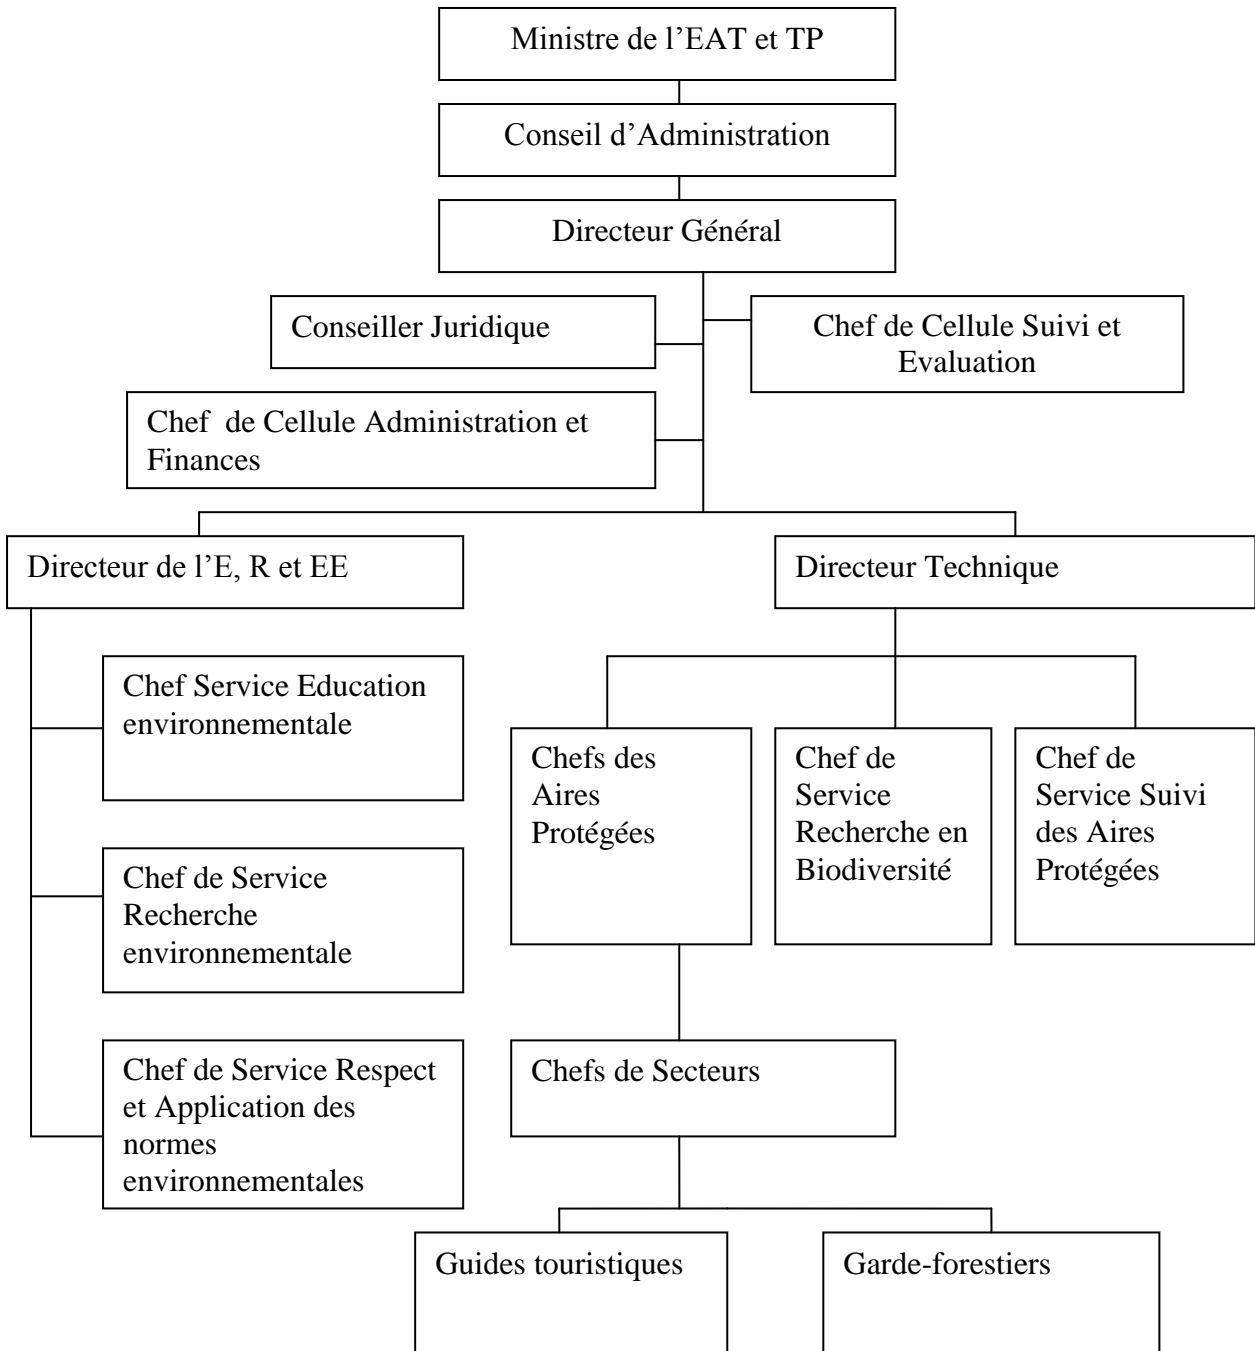 Ministre de l’EAT et TP
Conseil d’Administration
Directeur Général
Conseiller Juridique
Chef de Cellule Suivi et
Evaluation
Chef  de Cellule Administration et
Finances
Directeur de l’E, R et EE
Directeur Technique
Chef Service Education
environnementale
Chefs des
Aires
Protégées
Chef de
Service
Recherche en
Biodiversité
Chef de
Service Suivi
des Aires
Protégées
Chef de Service
Recherche
environnementale
Chef de Service Respect
et Application des
normes
environnementales
Chefs de Secteurs
Guides touristiques
Garde-forestiers